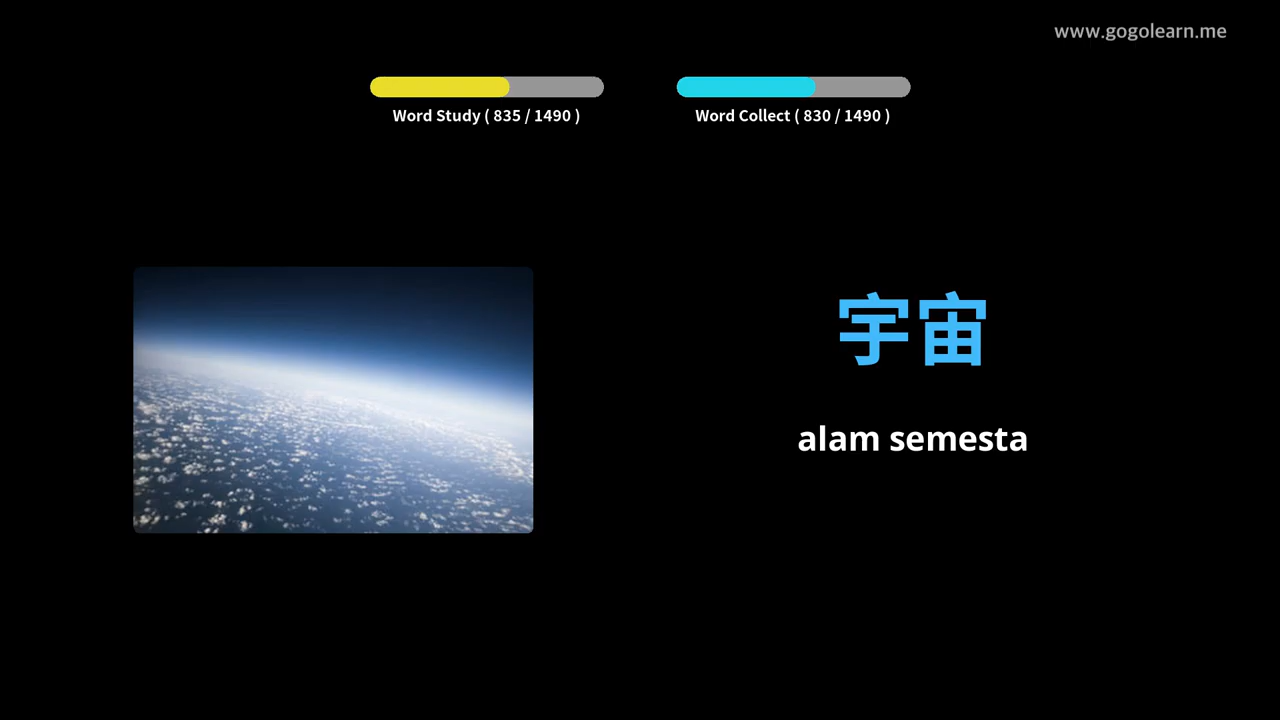 www.gogolearn.me
Word Study ( 835 / 1490 )
Word Collect ( 830 / 1490 )
宇宙
alam semesta